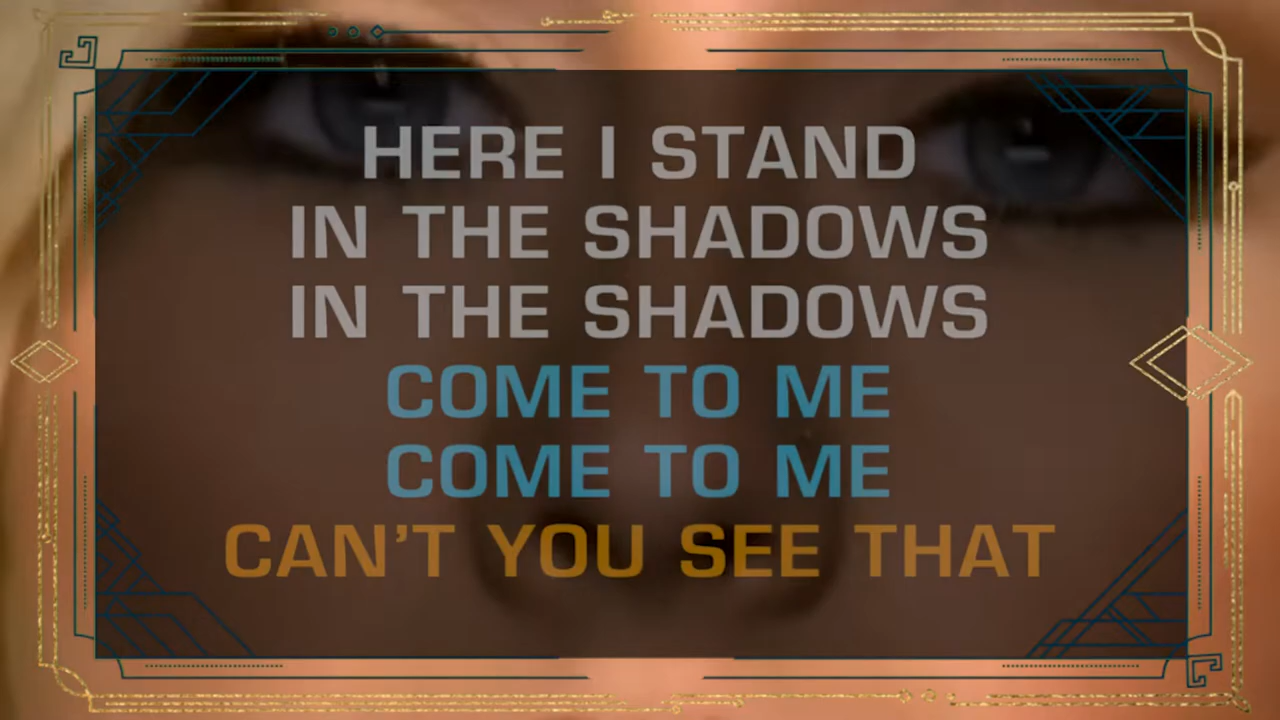 HERE I STAND
IN THE SHADOWS
IN THE SHADOWS
COME TO ME
COME TO ME
CAN'T YOU SEE THAT